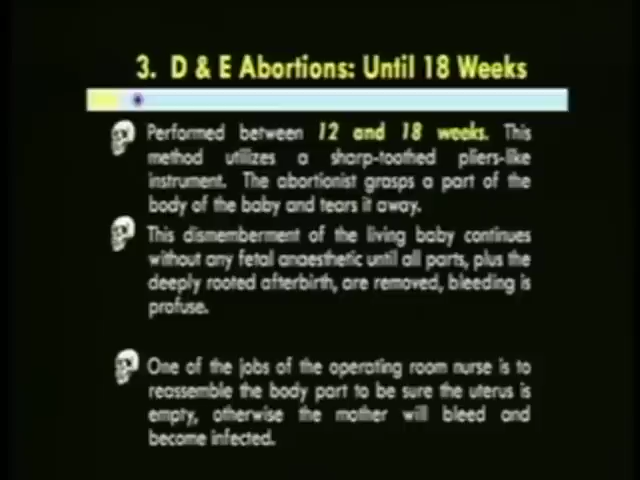 3. D & E Abortions: Until 18 Weeks
Performed between 12 and 18 weeks. This
method utilizes a sharp-toothed pliers-like
instrument. The abortionist grasps a part of the
body of the baby and tears it away.
This dismemberment of the living baby continues
without any fetal anaesthetic until all parts, plus the
deeply rooted afterbirth, are removed, bleeding is
profuse.
One of the jobs of the operating room nurse is to
reassemble the body part to be sure the uterus is
empty, otherwise the mother will bleed and
become infected.